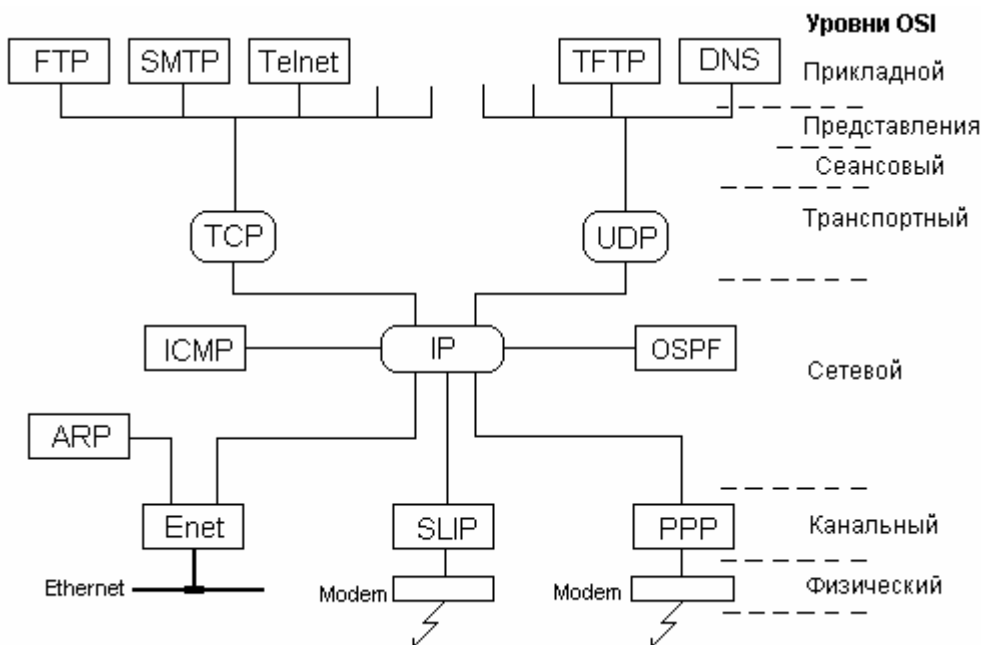 Уровни OSI
FTP SMTP Telnet TFTP DNS Прикладной
Представления
Сеансовый
TCP UDP Транспортный
ICMP IP OSPF
Сетевой
ARP
Enet SLIP PPP Канальный
Ethernet Modem Modem Физический